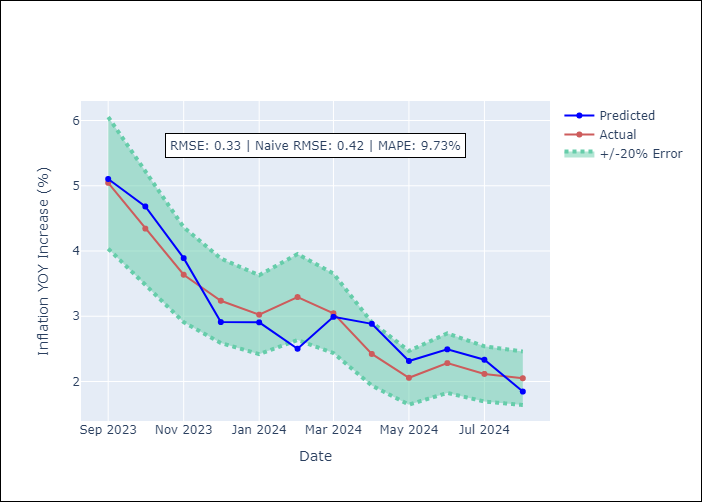 Predicted
Actual
+/-20% Error
RMSE: 0.33 | Naive RMSE: 0.42 | MAPE: 9.73%
Inflation YOY Increase (%)
6
5
4
3
2
Sep 2023
Nov 2023
Jan 2024
Mar 2024
May 2024
Jul 2024
Date